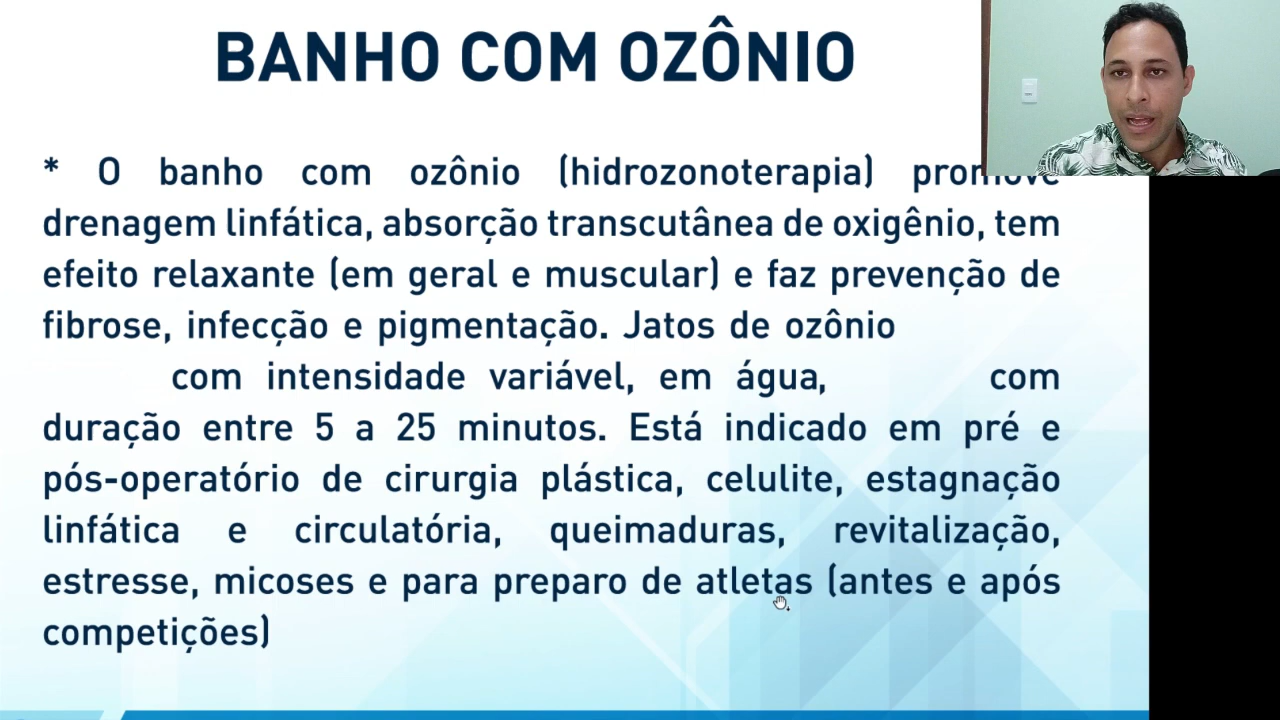 BANHO COM OZÔNIO
* O banho com ozônio (hidrozonoterapia) promove
drenagem linfática, absorção transcutânea de oxigênio, tem
efeito relaxante (em geral e muscular) e faz prevenção de
fibrose, infecção e pigmentação. Jatos de ozônio
com intensidade variável, em água, com
duração entre 5 a 25 minutos. Está indicado em pré e
pós-operatório de cirurgia plástica, celulite, estagnação
linfática e circulatória, queimaduras, revitalização,
estresse, micoses e para preparo de atletas (antes e após
competições)